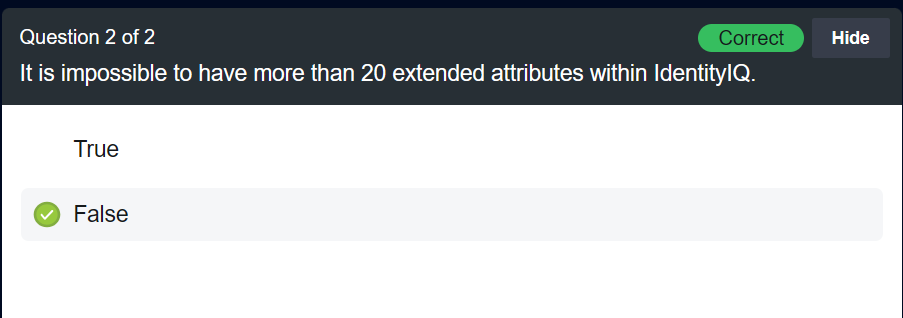 Question 2 of 2
Correct
Hide
It is impossible to have more than 20 extended attributes within IdentityIQ.
True
False